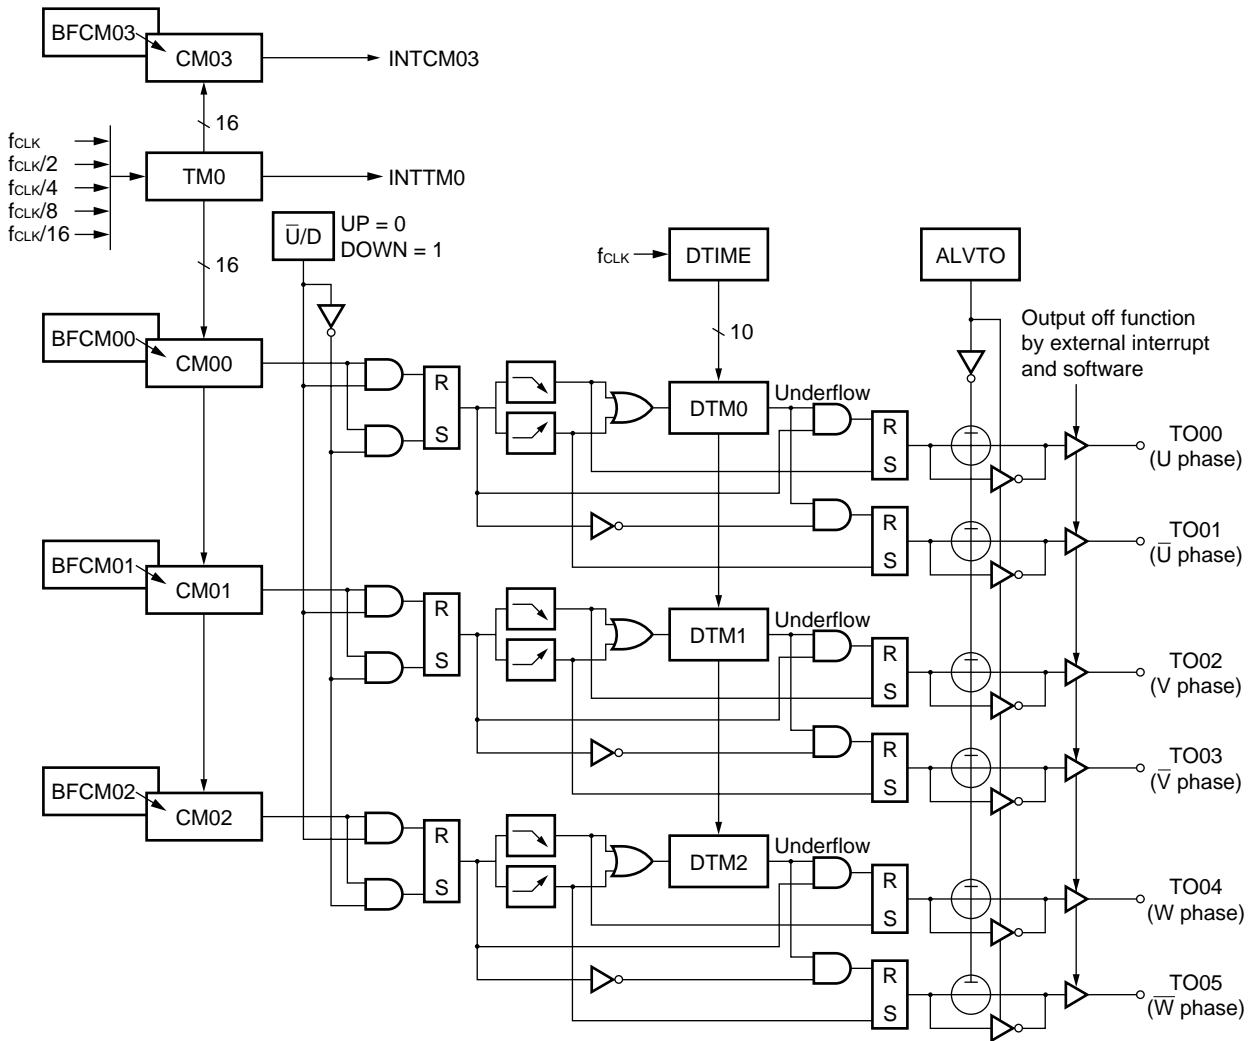 BFCM03
CM03
INTCM03
16
fCLK
fCLK/2
fCLK/4
fCLK/8
fCLK/16
TM0
INTTM0
16
U̅/D
UP = 0
DOWN = 1
fCLK
DTIME
ALVTO
10
Output off function
by external interrupt
and software
BFCM00
CM00
R
S
DTM0
Underflow
R
S
TO00
(U phase)
R
S
TO01
(U̅ phase)
BFCM01
CM01
R
S
DTM1
Underflow
R
S
TO02
(V phase)
R
S
TO03
(V̅ phase)
BFCM02
CM02
R
S
DTM2
Underflow
R
S
TO04
(W phase)
R
S
TO05
(W̅ phase)